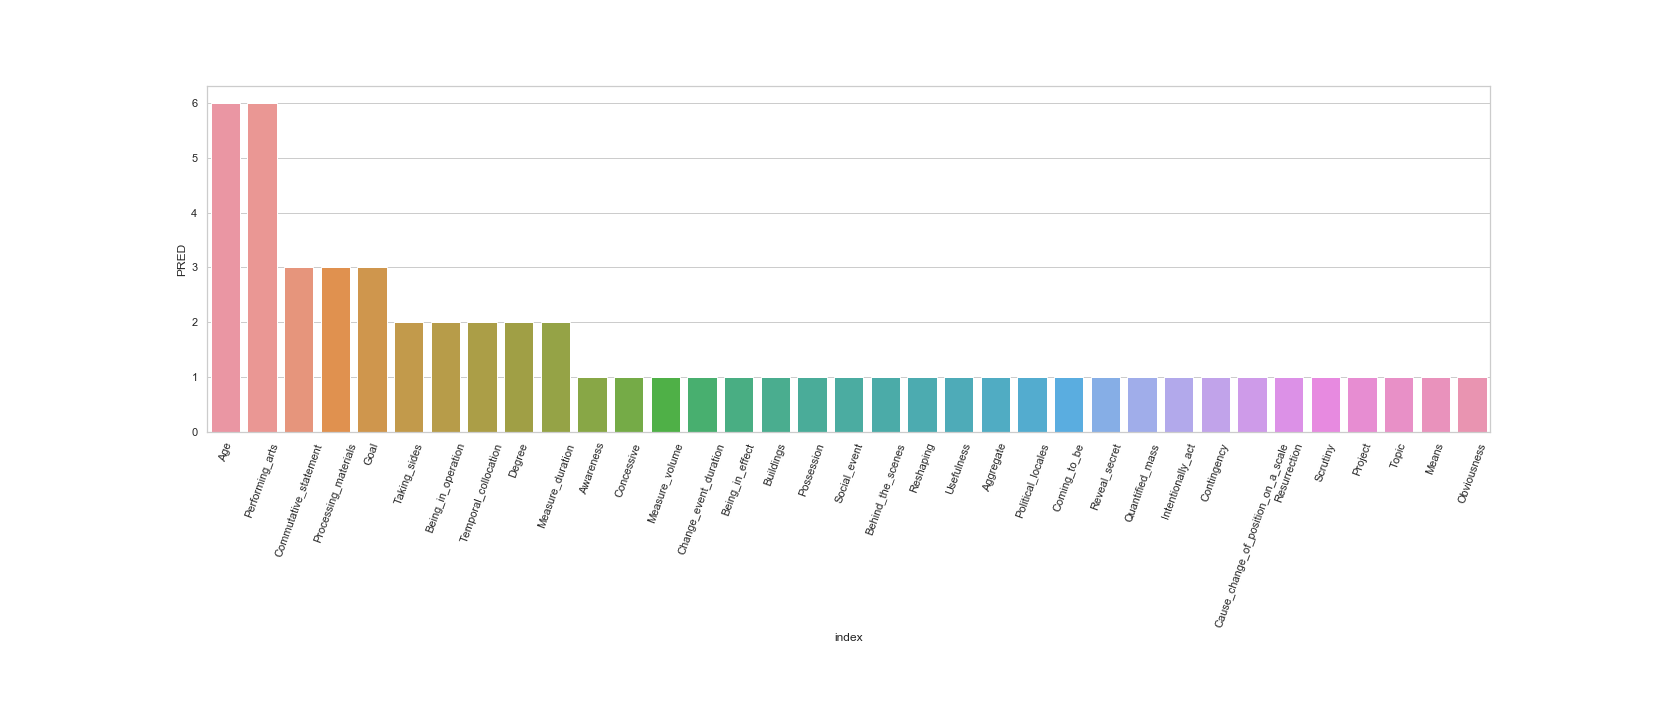 6
5
4
3
2
1
0
PRED
Age
Performing_arts
Commutative_statement
Processing_materials
Goal
Taking_sides
Being_in_operation
Temporal_collocation
Degree
Measure_duration
Awareness
Concessive
Measure_volume
Change_event_duration
Being_in_effect
Buildings
Possession
Social_event
Behind_the_scenes
Reshaping
Usefulness
Aggregate
Political_locales
Coming_to_be
Reveal_secret
Quantified_mass
Intentionally_act
Contingency
Cause_change_of_position_on_a_scale
Resurrection
Scrutiny
Project
Topic
Means
Obviousness
index